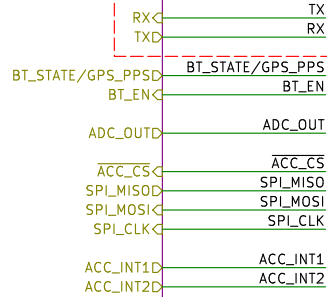 RX TX
TX RX
BT_STATE/GPS_PPS BT_STATE/GPS_PPS
BT_EN BT_EN
ADC_OUT ADC_OUT
ACC_CS ACC_CS
SPI_MISO SPI_MISO
SPI_MOSI SPI_MOSI
SPI_CLK SPI_CLK
ACC_INT1 ACC_INT1
ACC_INT2 ACC_INT2